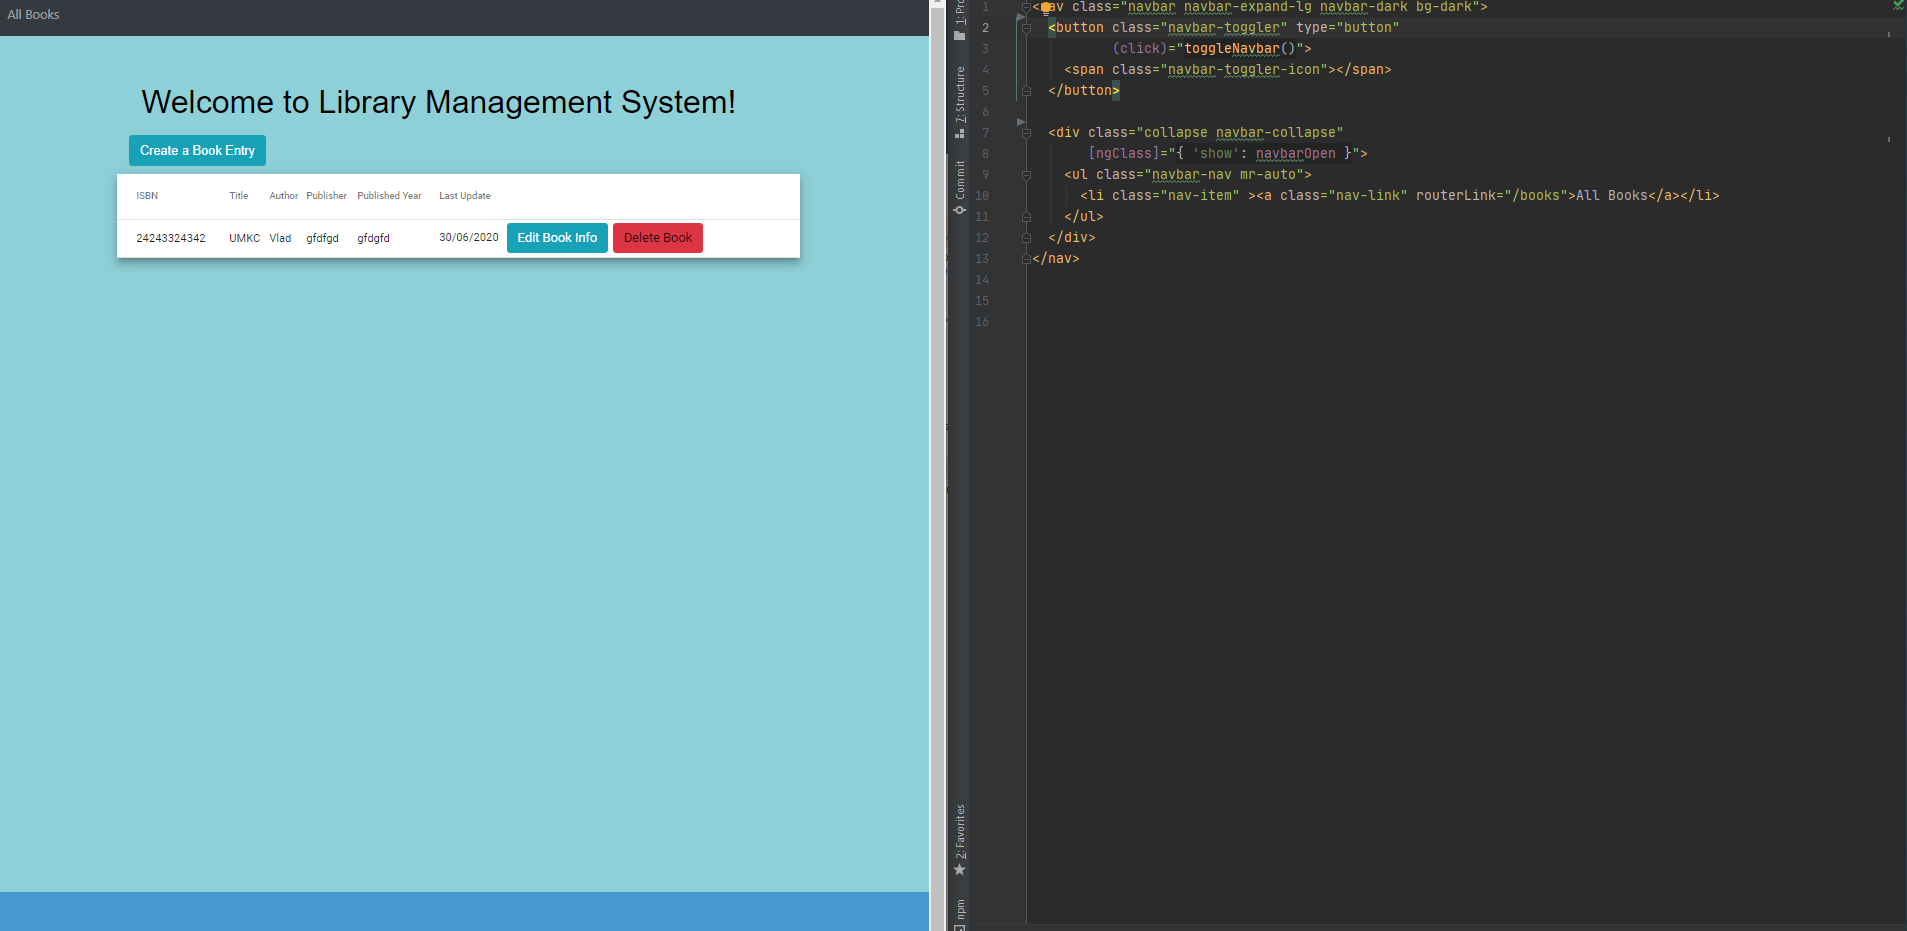 All Books
Welcome to Library Management System!
Create a Book Entry
ISBN Title Author Publisher Published Year Last Update
24243324342 UMKC Vlad gfdfgd gfdgfd 30/06/2020 Edit Book Info Delete Book
1: Pro
7: Structure
Commit
2: Favorites
npm
1 <nav class="navbar navbar-expand-lg navbar-dark bg-dark">
2 <button class="navbar-toggler" type="button"
3 (click)="toggleNavbar()">
4 <span class="navbar-toggler-icon"></span>
5 </button>
6
7 <div class="collapse navbar-collapse"
8 [ngClass]="{ 'show': navbarOpen }">
9 <ul class="navbar-nav mr-auto">
10 <li class="nav-item" ><a class="nav-link" routerLink="/books">All Books</a></li>
11 </ul>
12 </div>
13 </nav>
14
15
16